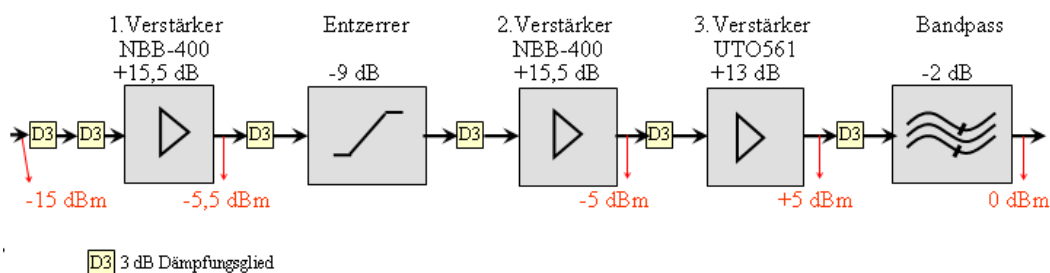 1.Verstärker
NBB-400
+15,5 dB
Entzerrer
-9 dB
2.Verstärker
NBB-400
+15,5 dB
3.Verstärker
UTO561
+13 dB
Bandpass
-2 dB
D3
D3
D3
D3
D3
D3
-15 dBm
-5,5 dBm
-5 dBm
+5 dBm
0 dBm
D3 3 dB Dämpfungsglied